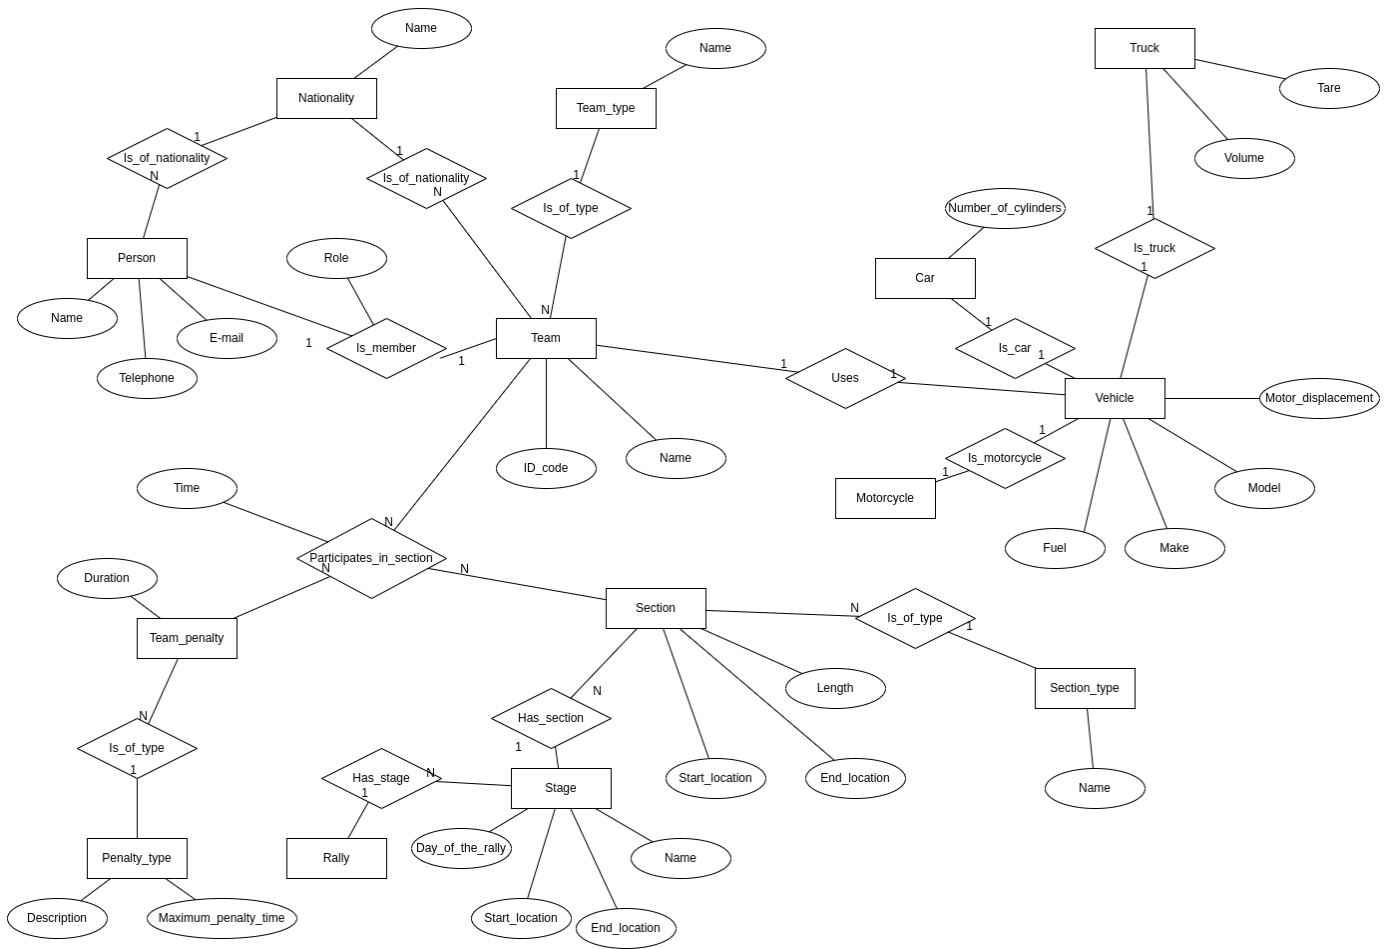 Name
Name
Truck
Tare
Nationality
Team_type
1
Is_of_nationality
N
1
Is_of_nationality
N
1
Is_of_type
N
Volume
Number_of_cylinders
1
Is_truck
1
Person
Role
Car
Name
E-mail
Telephone
1
Is_member
1
Team
1
Uses
1
1
Is_car
1
Vehicle
Motor_displacement
ID_code
Name
1
Is_motorcycle
1
Motorcycle
Model
Fuel
Make
Time
N
Participates_in_section
N
N
Duration
Team_penalty
Section
N
Is_of_type
1
Length
Section_type
N
Is_of_type
1
N
Has_section
1
Has_stage
N
1
Stage
Start_location
End_location
Name
Penalty_type
Rally
Day_of_the_rally
Name
Description
Maximum_penalty_time
Start_location
End_location